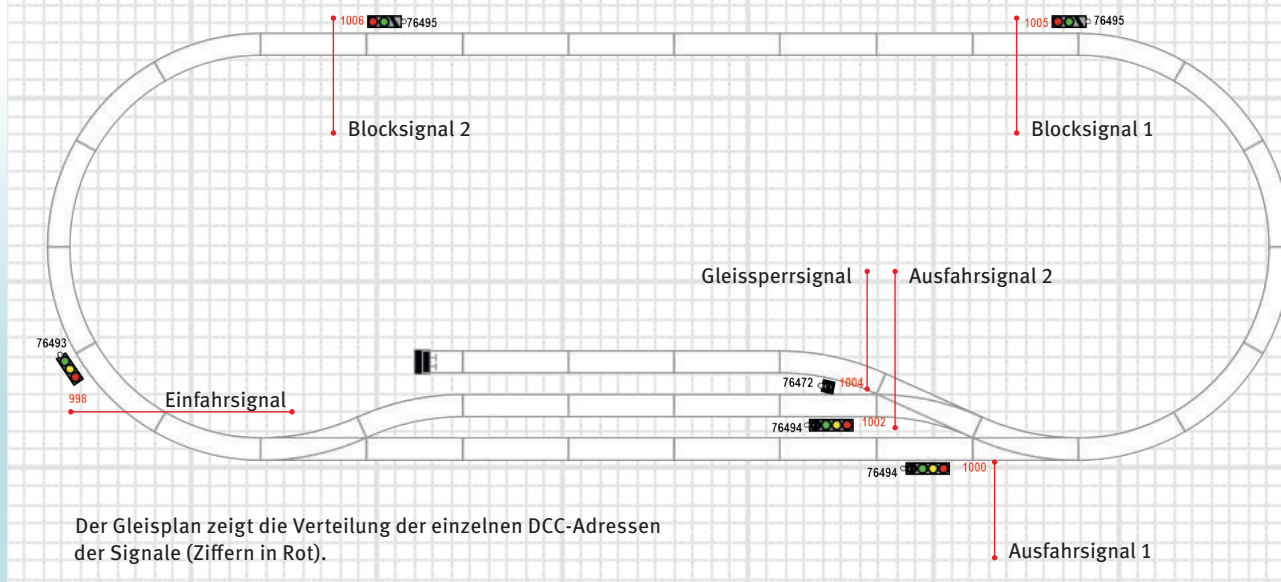 1006 76495
1005 76495
Blocksignal 2
Blocksignal 1
Gleissperrsignal
Ausfahrsignal 2
76493
76472 1004
998
Einfahrsignal
76494 1002
76494 1000
Der Gleisplan zeigt die Verteilung der einzelnen DCC-Adressen
der Signale (Ziffern in Rot).
Ausfahrsignal 1